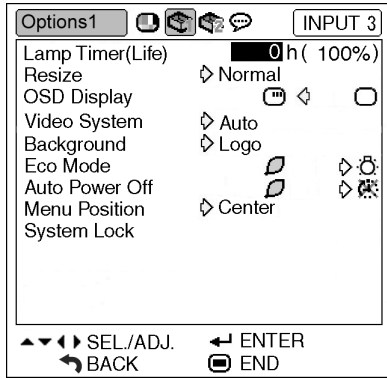 Options1 INPUT 3
Lamp Timer(Life) 0 h ( 100%)
Resize Normal
OSD Display
Video System Auto
Background Logo
Eco Mode
Auto Power Off
Menu Position Center
System Lock
SEL./ADJ. ENTER
BACK END